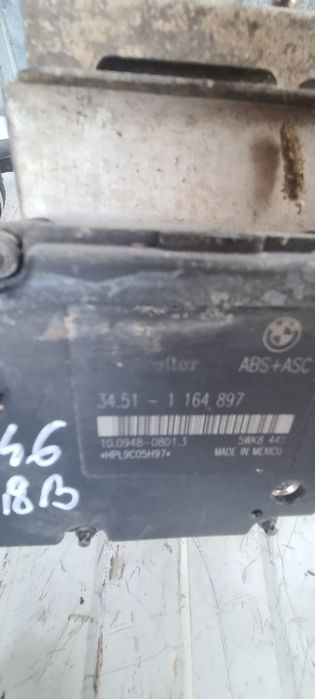 ABS+ASC
34.51 - 1 164 897
10.0948-0801.3 5WK8 445
*HPL9C05H97* MADE IN MEXICO
46
18B